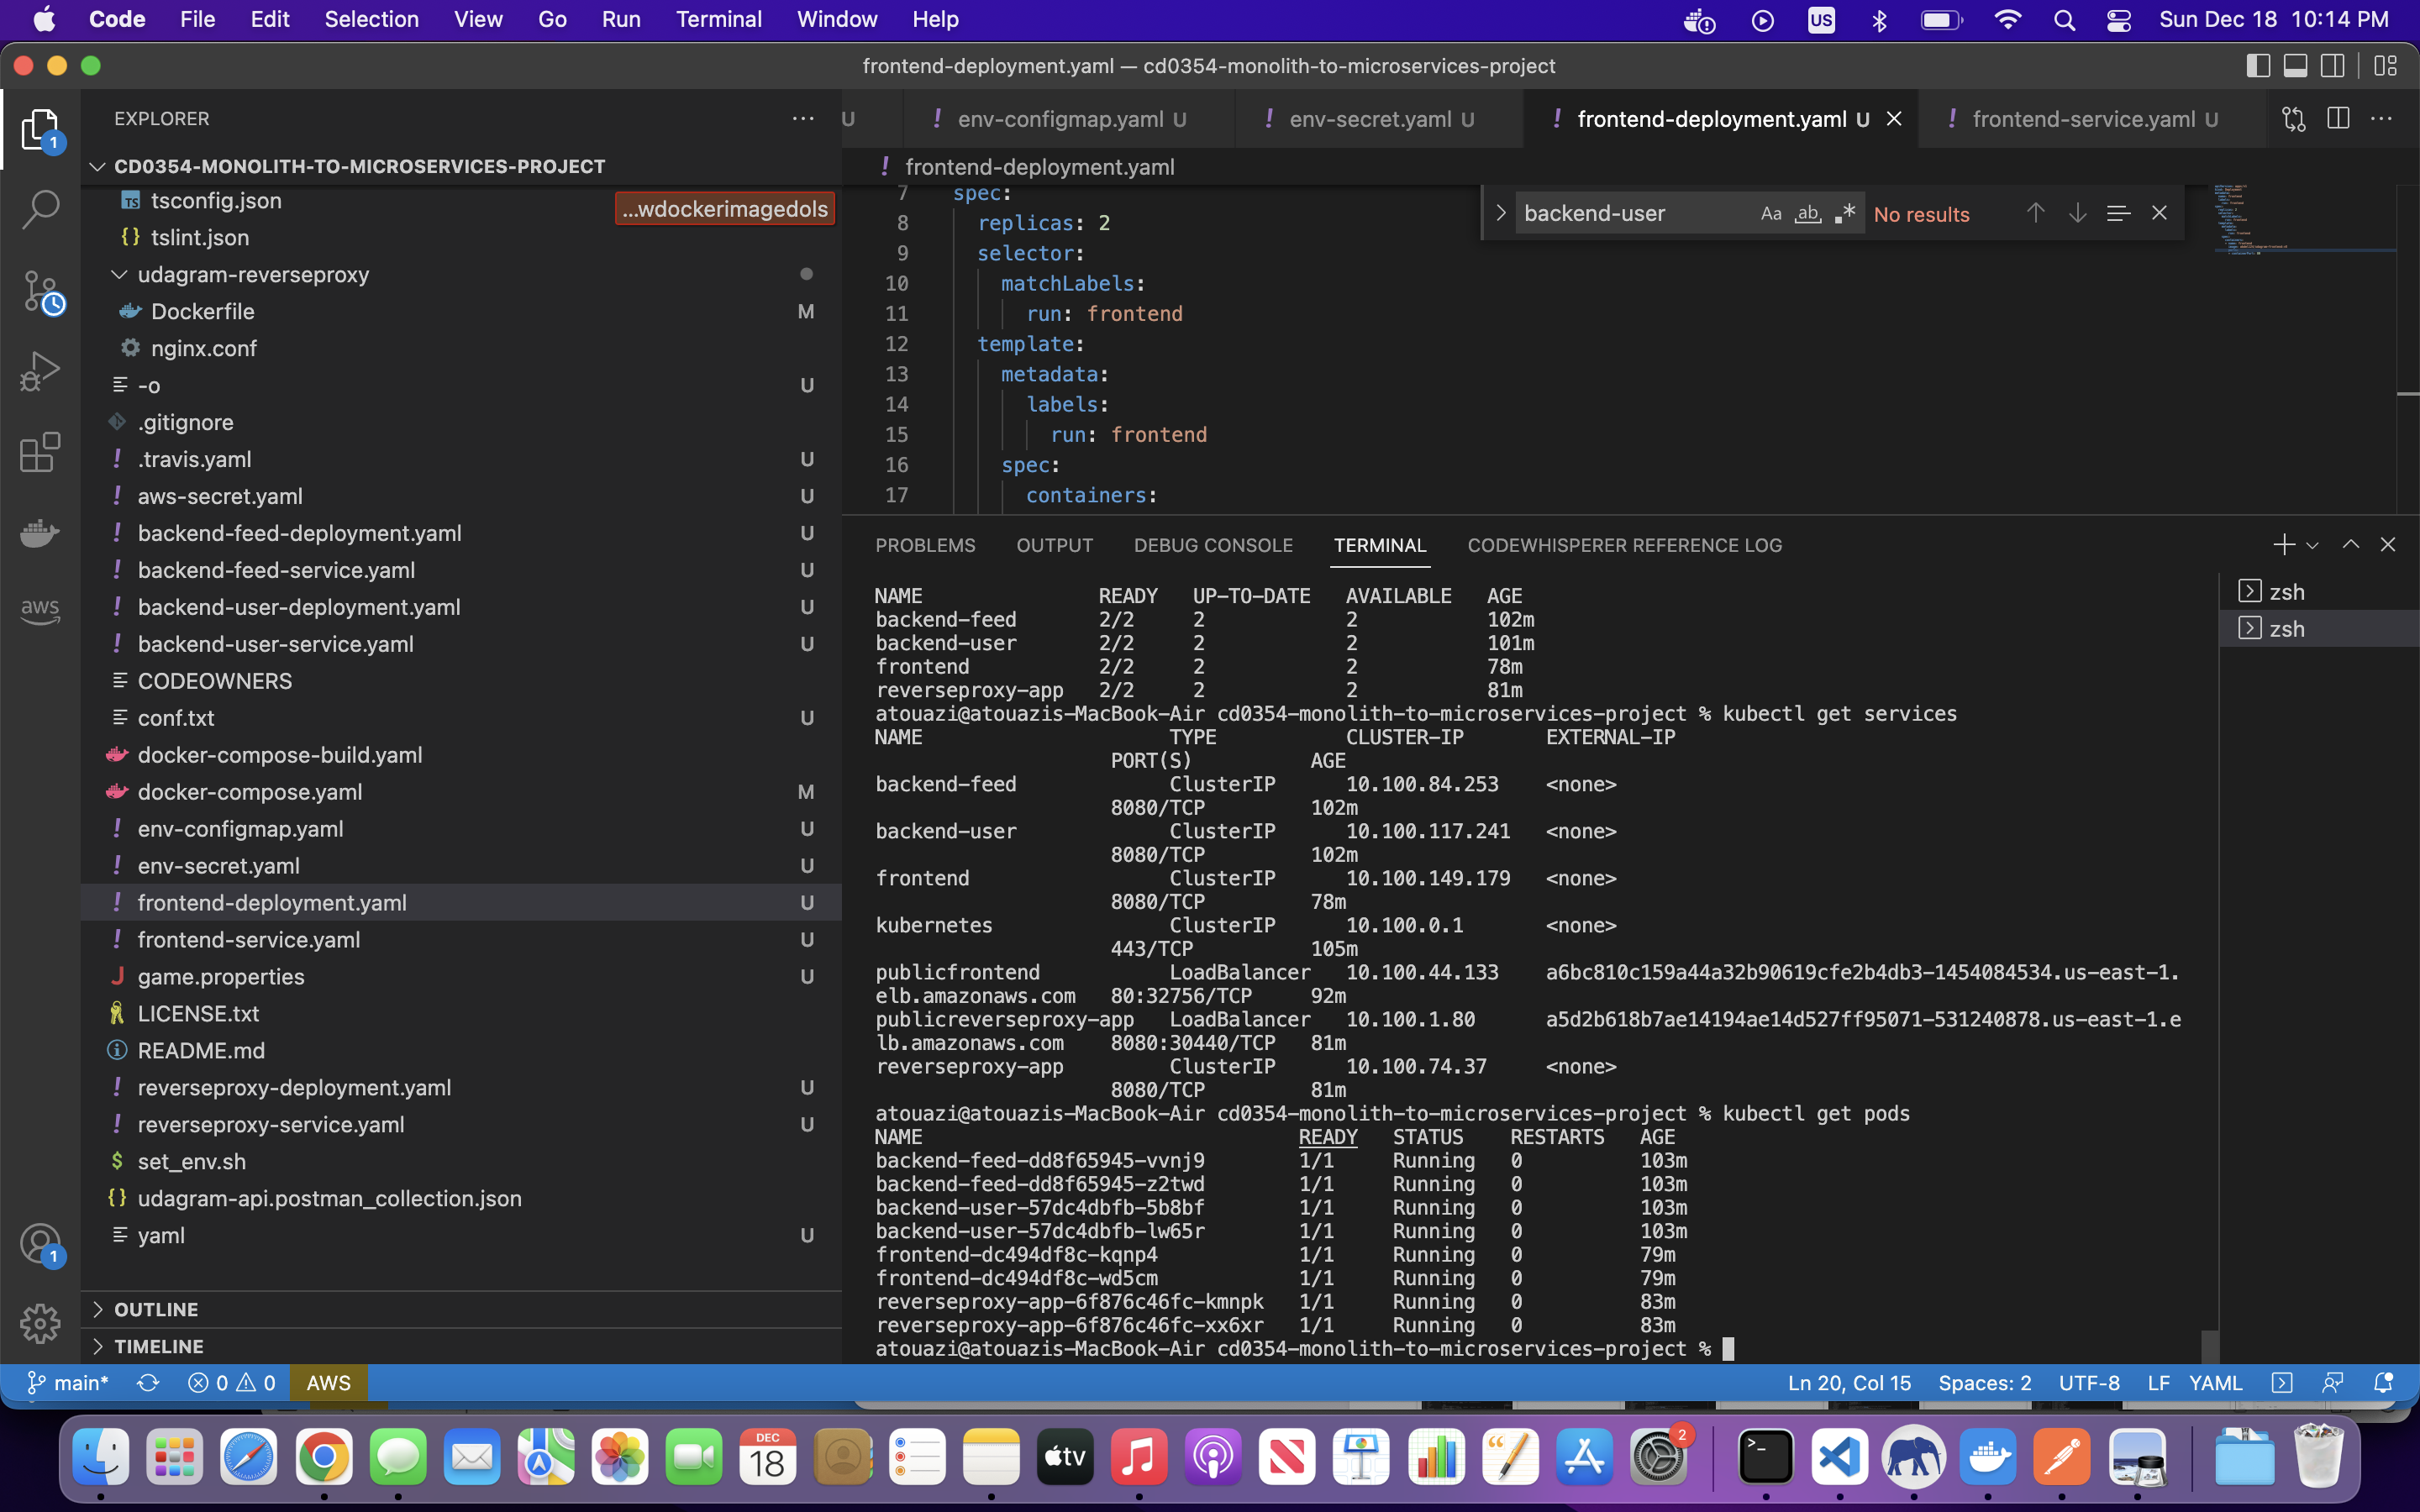 Code File Edit Selection View Go Run Terminal Window Help US Sun Dec 18 10:14 PM
frontend-deployment.yaml — cd0354-monolith-to-microservices-project
EXPLORER
U env-configmap.yaml U env-secret.yaml U frontend-deployment.yaml U frontend-service.yaml U
CD0354-MONOLITH-TO-MICROSERVICES-PROJECT
frontend-deployment.yaml
tsconfig.json
...wdockerimagedols
tslint.json
udagram-reverseproxy
Dockerfile M
nginx.conf
-o U
.gitignore
.travis.yaml U
aws-secret.yaml U
backend-feed-deployment.yaml U
backend-feed-service.yaml U
backend-user-deployment.yaml U
backend-user-service.yaml U
CODEOWNERS
conf.txt U
docker-compose-build.yaml
docker-compose.yaml M
env-configmap.yaml U
env-secret.yaml U
frontend-deployment.yaml U
frontend-service.yaml U
game.properties U
LICENSE.txt
README.md
reverseproxy-deployment.yaml U
reverseproxy-service.yaml U
set_env.sh
udagram-api.postman_collection.json
yaml U
OUTLINE
TIMELINE
aws
7 spec:
8 replicas: 2
9 selector:
10 matchLabels:
11 run: frontend
12 template:
13 metadata:
14 labels:
15 run: frontend
16 spec:
17 containers:
backend-user Aa ab No results
PROBLEMS OUTPUT DEBUG CONSOLE TERMINAL CODEWHISPERER REFERENCE LOG
zsh
zsh
NAME READY UP-TO-DATE AVAILABLE AGE
backend-feed 2/2 2 2 102m
backend-user 2/2 2 2 101m
frontend 2/2 2 2 78m
reverseproxy-app 2/2 2 2 81m
atouazi@atouazis-MacBook-Air cd0354-monolith-to-microservices-project % kubectl get services
NAME TYPE CLUSTER-IP EXTERNAL-IP
PORT(S) AGE
backend-feed ClusterIP 10.100.84.253 <none>
8080/TCP 102m
backend-user ClusterIP 10.100.117.241 <none>
8080/TCP 102m
frontend ClusterIP 10.100.149.179 <none>
8080/TCP 78m
kubernetes ClusterIP 10.100.0.1 <none>
443/TCP 105m
publicfrontend LoadBalancer 10.100.44.133 a6bc810c159a44a32b90619cfe2b4db3-1454084534.us-east-1.
elb.amazonaws.com 80:32756/TCP 92m
publicreverseproxy-app LoadBalancer 10.100.1.80 a5d2b618b7ae14194ae14d527ff95071-531240878.us-east-1.e
lb.amazonaws.com 8080:30440/TCP 81m
reverseproxy-app ClusterIP 10.100.74.37 <none>
8080/TCP 81m
atouazi@atouazis-MacBook-Air cd0354-monolith-to-microservices-project % kubectl get pods
NAME READY STATUS RESTARTS AGE
backend-feed-dd8f65945-vvnj9 1/1 Running 0 103m
backend-feed-dd8f65945-z2twd 1/1 Running 0 103m
backend-user-57dc4dbfb-5b8bf 1/1 Running 0 103m
backend-user-57dc4dbfb-lw65r 1/1 Running 0 103m
frontend-dc494df8c-kqnp4 1/1 Running 0 79m
frontend-dc494df8c-wd5cm 1/1 Running 0 79m
reverseproxy-app-6f876c46fc-kmnpk 1/1 Running 0 83m
reverseproxy-app-6f876c46fc-xx6xr 1/1 Running 0 83m
atouazi@atouazis-MacBook-Air cd0354-monolith-to-microservices-project %
main* 0 0 AWS Ln 20, Col 15 Spaces: 2 UTF-8 LF YAML
DEC
18
tv
2